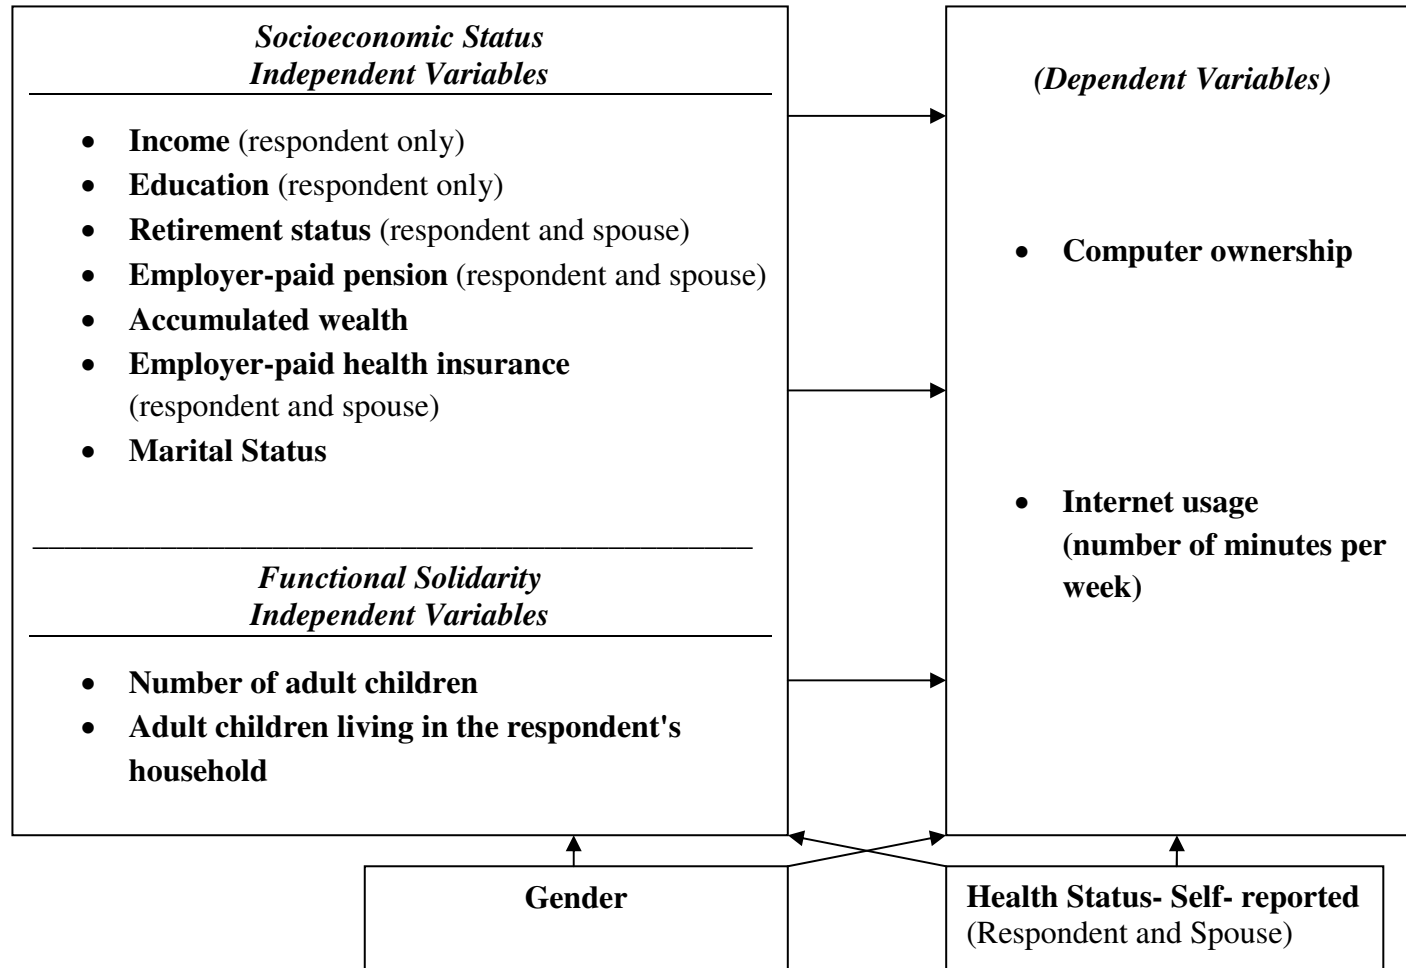 Socioeconomic Status
Independent Variables
• Income (respondent only)
• Education (respondent only)
• Retirement status (respondent and spouse)
• Employer-paid pension (respondent and spouse)
• Accumulated wealth
• Employer-paid health insurance
(respondent and spouse)
• Marital Status
Functional Solidarity
Independent Variables
• Number of adult children
• Adult children living in the respondent's
household
(Dependent Variables)
• Computer ownership
• Internet usage
(number of minutes per
week)
Gender
Health Status- Self- reported
(Respondent and Spouse)